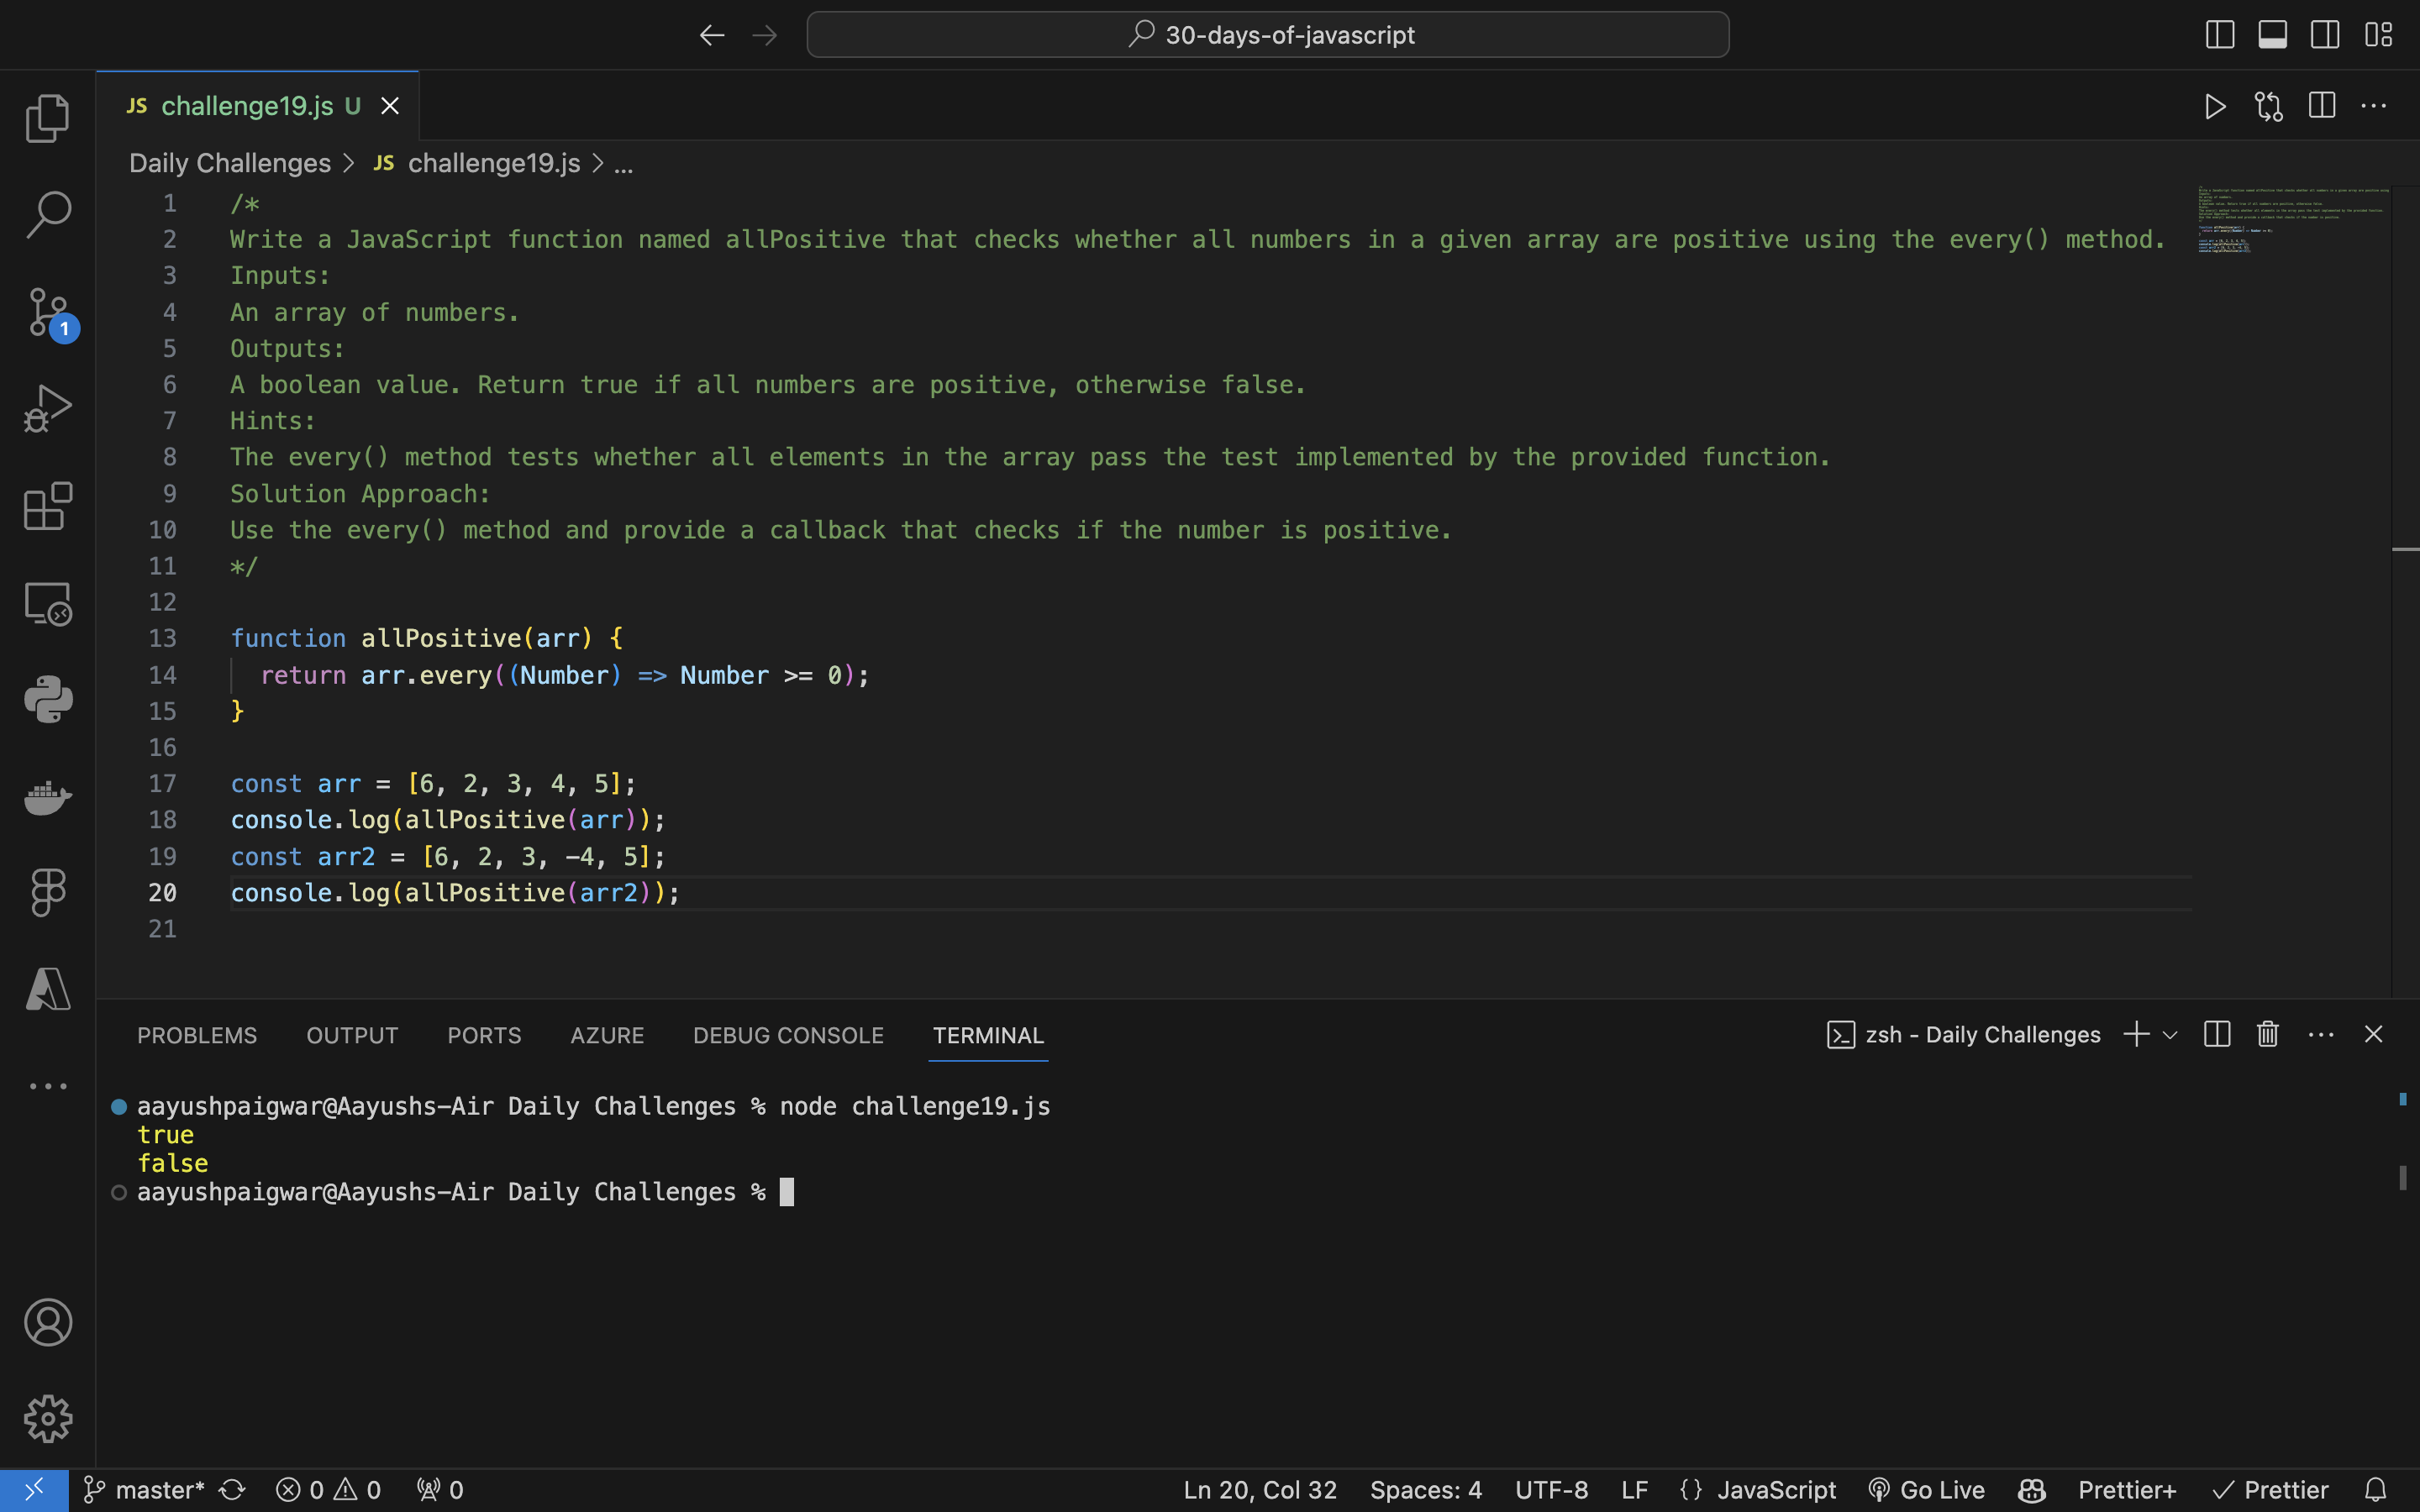 30-days-of-javascript
JS challenge19.js U
Daily Challenges > JS challenge19.js > ...
1 /*
2 Write a JavaScript function named allPositive that checks whether all numbers in a given array are positive using the every() method.
3 Inputs:
4 An array of numbers.
5 Outputs:
6 A boolean value. Return true if all numbers are positive, otherwise false.
7 Hints:
8 The every() method tests whether all elements in the array pass the test implemented by the provided function.
9 Solution Approach:
10 Use the every() method and provide a callback that checks if the number is positive.
11 */
12
13 function allPositive(arr) {
14 return arr.every((Number) => Number >= 0);
15 }
16
17 const arr = [6, 2, 3, 4, 5];
18 console.log(allPositive(arr));
19 const arr2 = [6, 2, 3, -4, 5];
20 console.log(allPositive(arr2));
21
1
PROBLEMS OUTPUT PORTS AZURE DEBUG CONSOLE TERMINAL zsh - Daily Challenges
aayushpaigwar@Aayushs-Air Daily Challenges % node challenge19.js
true
false
aayushpaigwar@Aayushs-Air Daily Challenges %
master* 0 0 0 Ln 20, Col 32 Spaces: 4 UTF-8 LF {} JavaScript Go Live Prettier+ Prettier